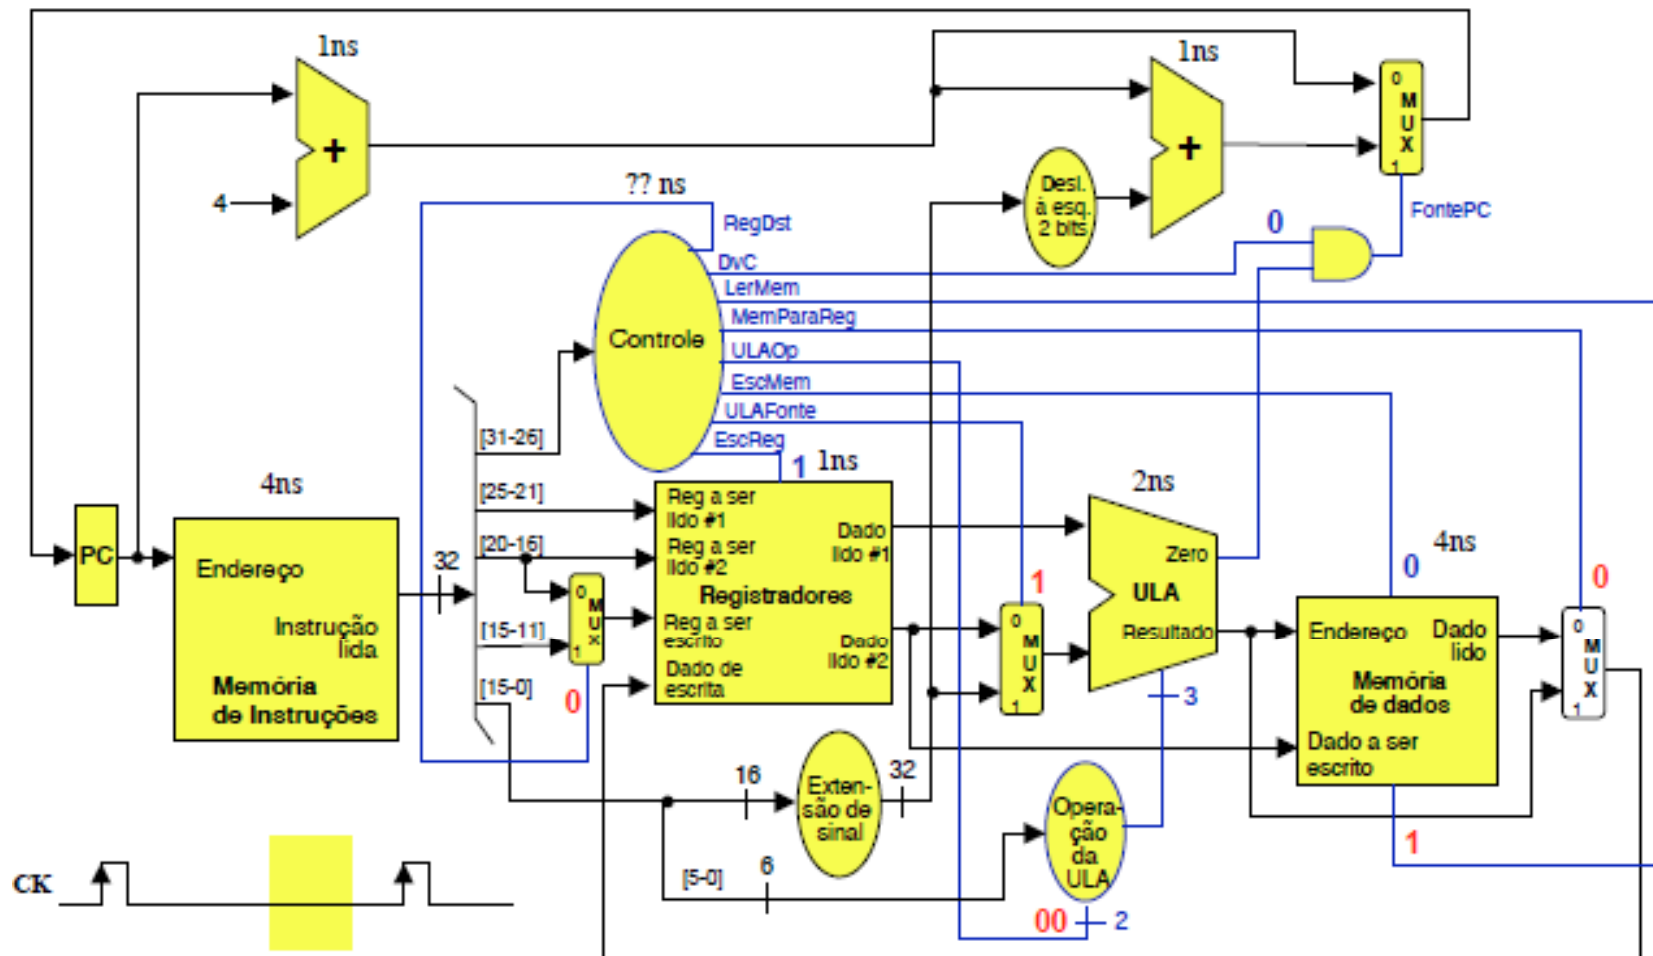 1ns
1ns
0
M
U
X
1
+
+
4
?? ns
Desl.
à esq.
2 bits
FontePC
0
RegDst
DvC
LerMem
MemParaReg
ULAOp
EscMem
ULAFonte
EscReg
Controle
1
1ns
[31-26]
4ns
[25-21]
[20-16]
[15-11]
[15-0]
32
PC
Endereço
Instrução
lida
Memória
de Instruções
0
M
U
X
1
0
Reg a ser
lido #1
Reg a ser
lido #2
Registradores
Reg a ser
escrito
Dado de
escrita
Dado
lido #1
Dado
lido #2
1
0
M
U
X
1
2ns
Zero
ULA
Resultado
3
0
4ns
Endereço
Dado
lido
Memória
de dados
Dado a ser
escrito
1
0
0
M
U
X
1
16
Exten-
são de
sinal
32
Opera-
ção
da
ULA
[5-0]
6
00
2
CK